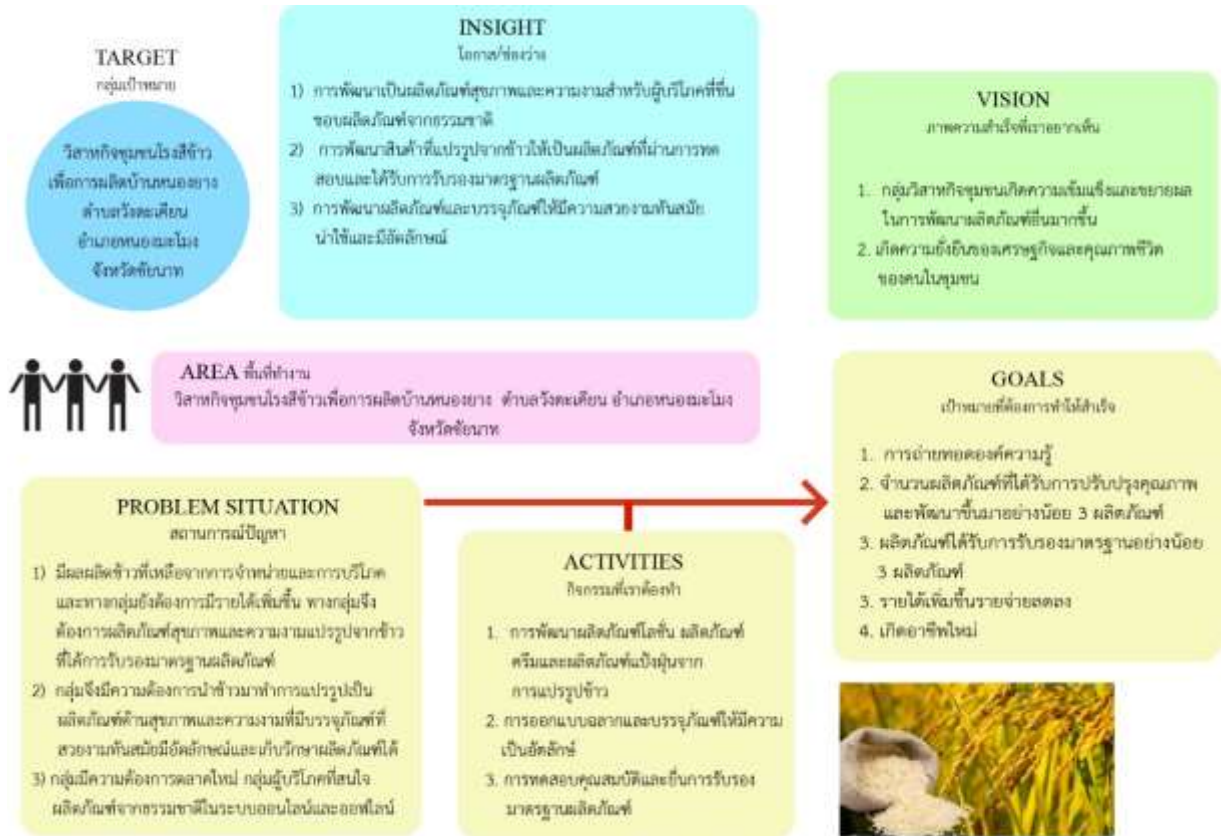 TARGET
กลุ่มเป้าหมาย
วิสาหกิจชุมชนโรงสีข้าว
เพื่อการผลิตบ้านหนองยาง
ตำบลวังตะเคียน
อำเภอหนองมะโมง
จังหวัดชัยนาท
INSIGHT
โอกาส/ช่องว่าง
1) การพัฒนาเป็นผลิตภัณฑ์สุขภาพและความงามสำหรับผู้บริโภคที่ชื่น
ชอบผลิตภัณฑ์จากธรรมชาติ
2) การพัฒนาสินค้าที่แปรรูปจากข้าวให้เป็นผลิตภัณฑ์ที่ผ่านการทด
สอบและได้รับการรับรองมาตรฐานผลิตภัณฑ์
3) การพัฒนาผลิตภัณฑ์และบรรจุภัณฑ์ให้มีความสวยงามทันสมัย
น่าใช้และมีอัตลักษณ์
VISION
ภาพความสำเร็จที่เราอยากเห็น
1. กลุ่มวิสาหกิจชุมชนเกิดความเข้มแข็งและขยายผล
ในการพัฒนาผลิตภัณฑ์อื่นมากขึ้น
2. เกิดความยั่งยืนของเศรษฐกิจและคุณภาพชีวิต
ของคนในชุมชน
AREA พื้นที่ทำงาน
วิสาหกิจชุมชนโรงสีข้าวเพื่อการผลิตบ้านหนองยาง ตำบลวังตะเคียน อำเภอหนองมะโมง
จังหวัดชัยนาท
GOALS
เป้าหมายที่ต้องการทำให้สำเร็จ
1. การถ่ายทอดองค์ความรู้
2. จำนวนผลิตภัณฑ์ที่ได้รับการปรับปรุงคุณภาพ
และพัฒนาขึ้นมาอย่างน้อย 3 ผลิตภัณฑ์
3. ผลิตภัณฑ์ได้รับการรับรองมาตรฐานอย่างน้อย
3 ผลิตภัณฑ์
3. รายได้เพิ่มขึ้นรายจ่ายลดลง
4. เกิดอาชีพใหม่
PROBLEM SITUATION
สถานการณ์ปัญหา
1) มีผลผลิตข้าวที่เหลือจากการจำหน่ายและการบริโภค
และทางกลุ่มยังต้องการมีรายได้เพิ่มขึ้น ทางกลุ่มจึง
ต้องการผลิตภัณฑ์สุขภาพและความงามแปรรูปจากข้าว
ที่ได้การรับรองมาตรฐานผลิตภัณฑ์
2) กลุ่มจึงมีความต้องการนำข้าวมาทำการแปรรูปเป็น
ผลิตภัณฑ์ด้านสุขภาพและความงามที่มีบรรจุภัณฑ์ที่
สวยงามทันสมัยมีอัตลักษณ์และเก็บรักษาผลิตภัณฑ์ได้
3) กลุ่มมีความต้องการตลาดใหม่ กลุ่มผู้บริโภคที่สนใจ
ผลิตภัณฑ์จากธรรมชาติในระบบออนไลน์และออฟไลน์
ACTIVITIES
กิจกรรมที่เราต้องทำ
1. การพัฒนาผลิตภัณฑ์โลชั่น ผลิตภัณฑ์
ครีมและผลิตภัณฑ์แป้งฝุ่นจาก
การแปรรูปข้าว
2. การออกแบบฉลากและบรรจุภัณฑ์ให้มีความ
เป็นอัตลักษ์
3. การทดสอบคุณสมบัติและยื่นการรับรอง
มาตรฐานผลิตภัณฑ์